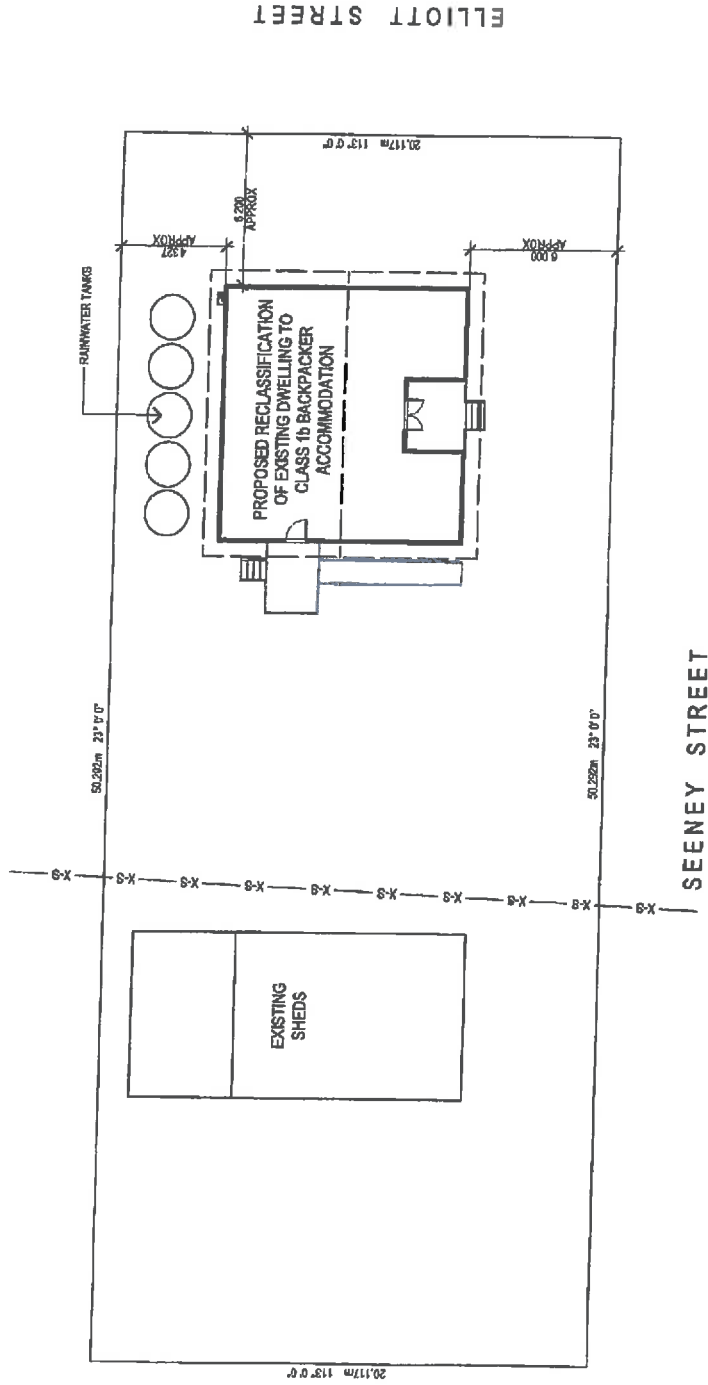 ELLIOTT STREET
20.117m 113° 0' 0"
6.200
APPROX
4.327
APPROX
RAINWATER TANKS
PROPOSED RECLASSIFICATION
OF EXISTING DWELLING TO
CLASS 1b BACKPACKER
ACCOMMODATION
6.000
APPROX
50.292m 23° 0' 0"
50.292m 23° 0' 0"
SEENEY STREET
X-S X-S X-S X-S X-S X-S X-S X-S X-S X-S
EXISTING
SHEDS
20.117m 113° 0' 0"